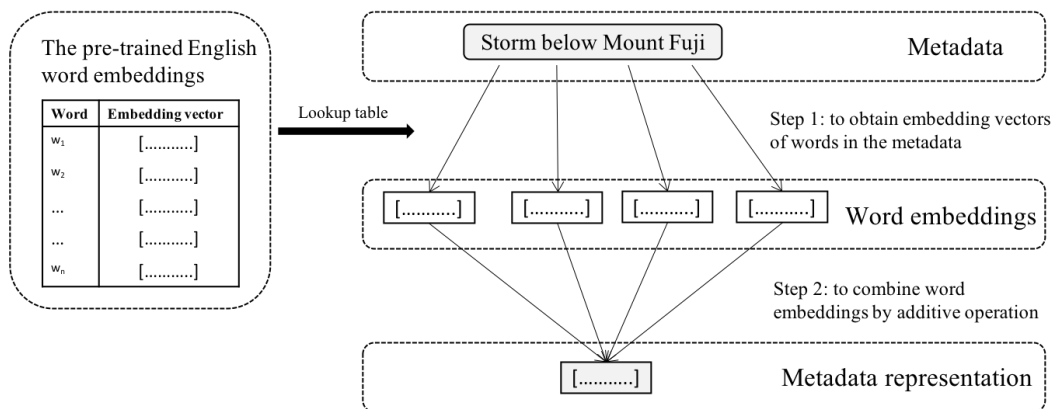 The pre-trained English
word embeddings
Word Embedding vector
w1 [...........]
w2 [...........]
... [...........]
... [...........]
wn [...........]
Lookup table
Storm below Mount Fuji
Metadata
Step 1: to obtain embedding vectors
of words in the metadata
[...........] [...........] [...........] [...........]
Word embeddings
Step 2: to combine word
embeddings by additive operation
[...........]
Metadata representation